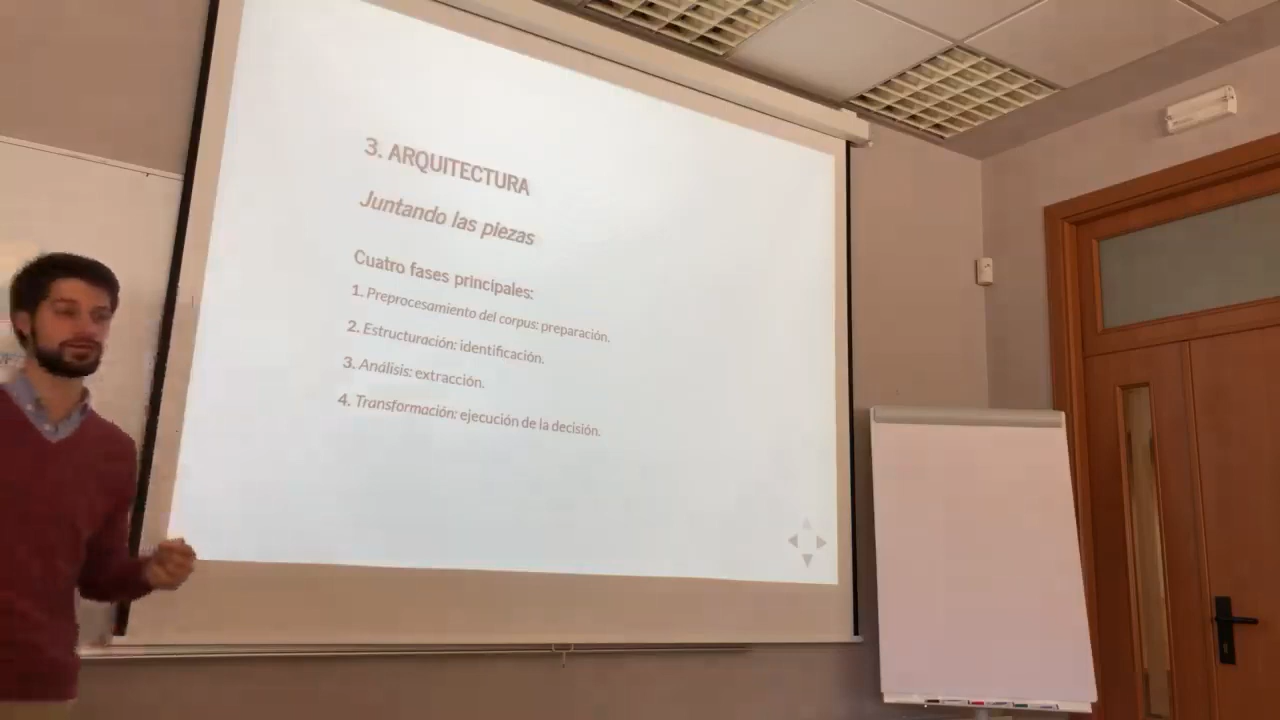 3. ARQUITECTURA
Juntando las piezas
Cuatro fases principales:
1. Preprocesamiento del corpus: preparación.
2. Estructuración: identificación.
3. Análisis: extracción.
4. Transformación: ejecución de la decisión.